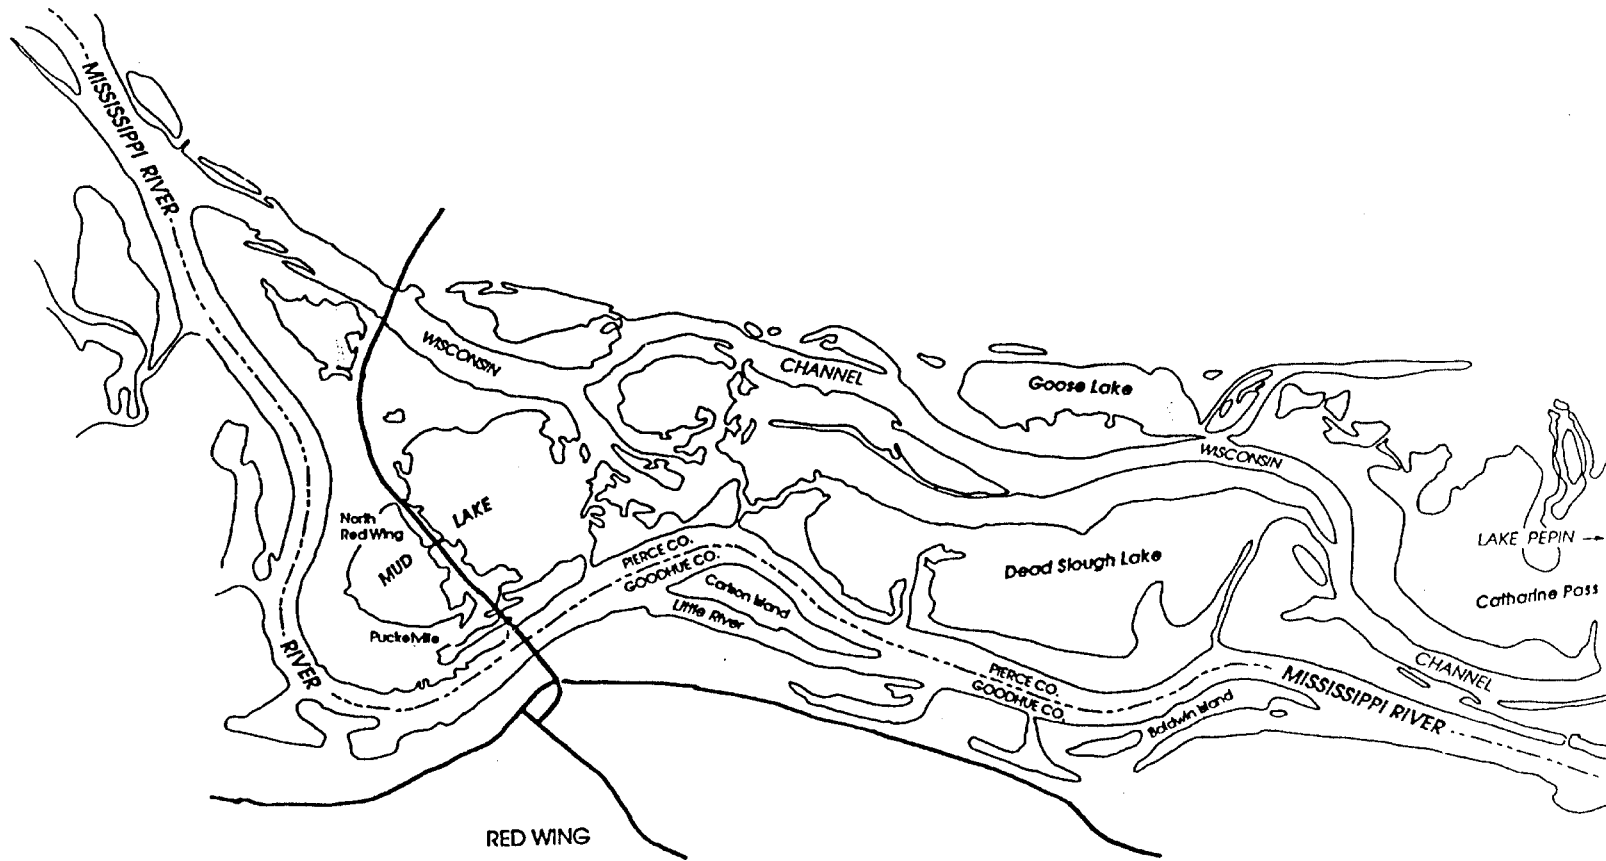 MISSISSIPPI RIVER
WISCONSIN
CHANNEL
Goose Lake
WISCONSIN
LAKE
North
Red Wing
MUD
LAKE PEPIN
PIERCE CO.
GOODHUE CO.
Dead Slough Lake
Carlson Island
Little River
Catharine Pass
Puckelville
RIVER
PIERCE CO.
GOODHUE CO.
CHANNEL
MISSISSIPPI RIVER
Baldwin Island
RED WING